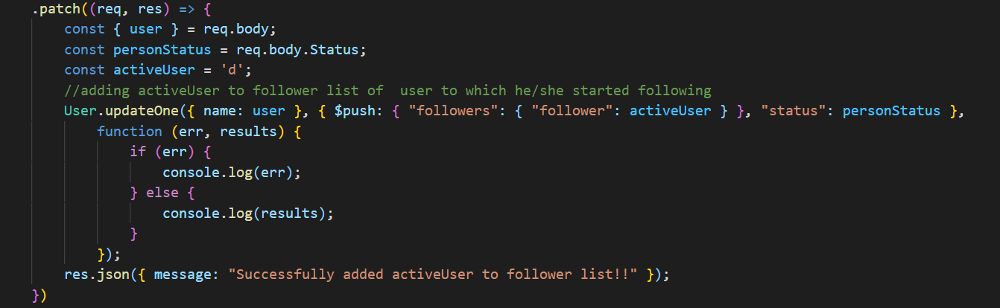 .patch((req, res) => {
const { user } = req.body;
const personStatus = req.body.Status;
const activeUser = 'd';
//adding activeUser to follower list of  user to which he/she started following
User.updateOne({ name: user }, { $push: { "followers": { "follower": activeUser } }, "status": personStatus },
function (err, results) {
if (err) {
console.log(err);
} else {
console.log(results);
}
});
res.json({ message: "Successfully added activeUser to follower list!!" });
})